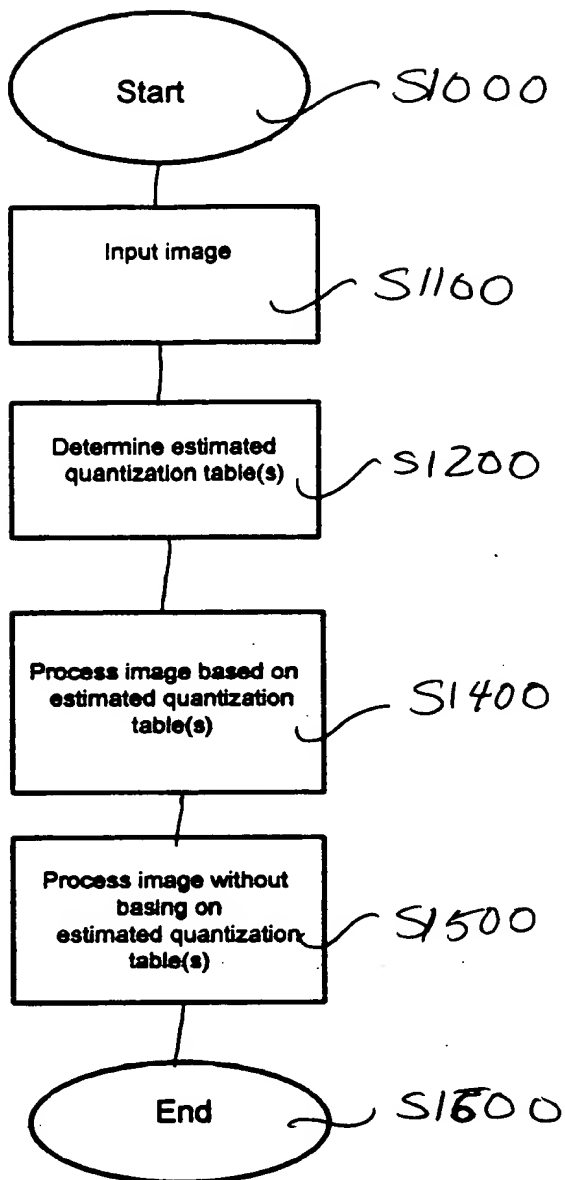 Start
S1000
Input image
S1100
Determine estimated
quantization table(s)
S1200
Process image based on
estimated quantization
table(s)
S1400
Process image without
basing on
estimated quantization
table(s)
S1500
End
S1600